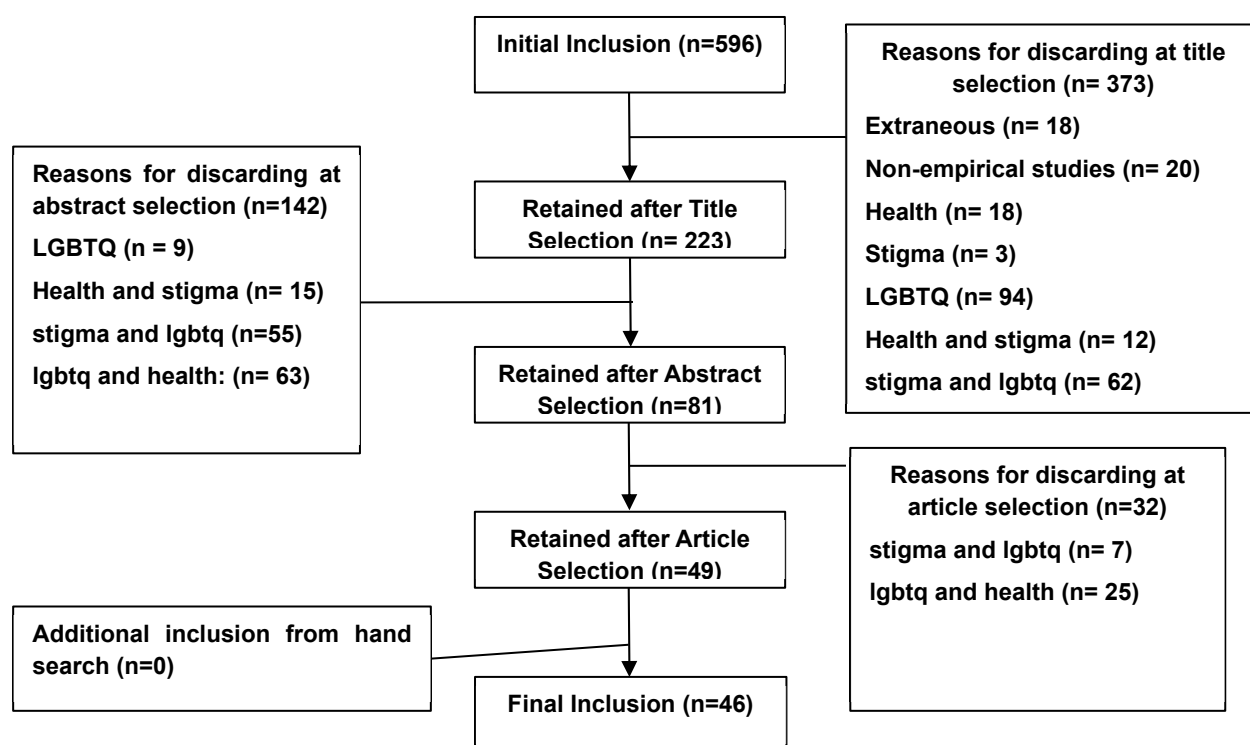 Initial Inclusion (n=596)
Reasons for discarding at title
selection (n= 373)
Extraneous (n= 18)
Non-empirical studies (n= 20)
Health (n= 18)
Stigma (n= 3)
LGBTQ (n= 94)
Health and stigma (n= 12)
stigma and lgbtq (n= 62)
Reasons for discarding at
abstract selection (n=142)
LGBTQ (n = 9)
Health and stigma (n= 15)
stigma and lgbtq (n=55)
lgbtq and health: (n= 63)
Retained after Title
Selection (n= 223)
Retained after Abstract
Selection (n=81)
Reasons for discarding at
article selection (n=32)
stigma and lgbtq (n= 7)
lgbtq and health (n= 25)
Retained after Article
Selection (n=49)
Additional inclusion from hand
search (n=0)
Final Inclusion (n=46)